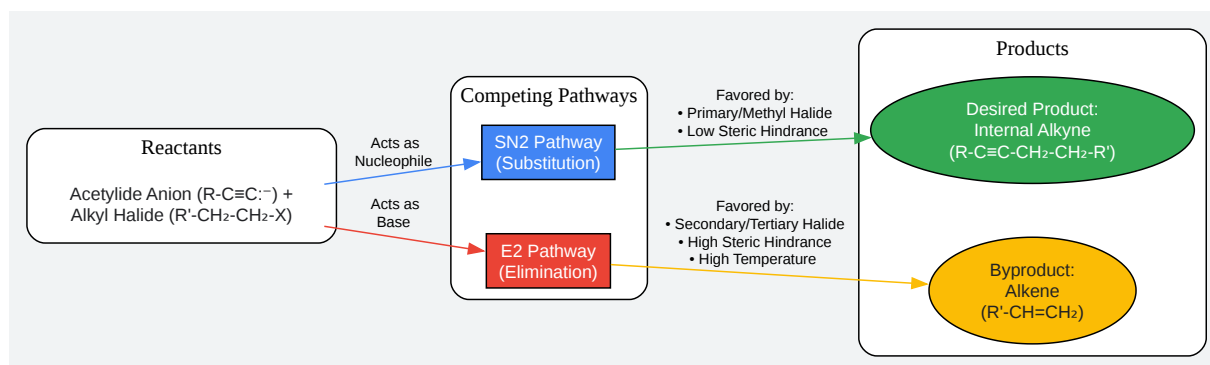 Reactants
Acetylide Anion (R-C≡C:⁻) +
Alkyl Halide (R'-CH₂-CH₂-X)
Acts as
Nucleophile
Acts as
Base
Competing Pathways
SN2 Pathway
(Substitution)
E2 Pathway
(Elimination)
Favored by:
• Primary/Methyl Halide
• Low Steric Hindrance
Favored by:
• Secondary/Tertiary Halide
• High Steric Hindrance
• High Temperature
Products
Desired Product:
Internal Alkyne
(R-C≡C-CH₂-CH₂-R')
Byproduct:
Alkene
(R'-CH=CH₂)